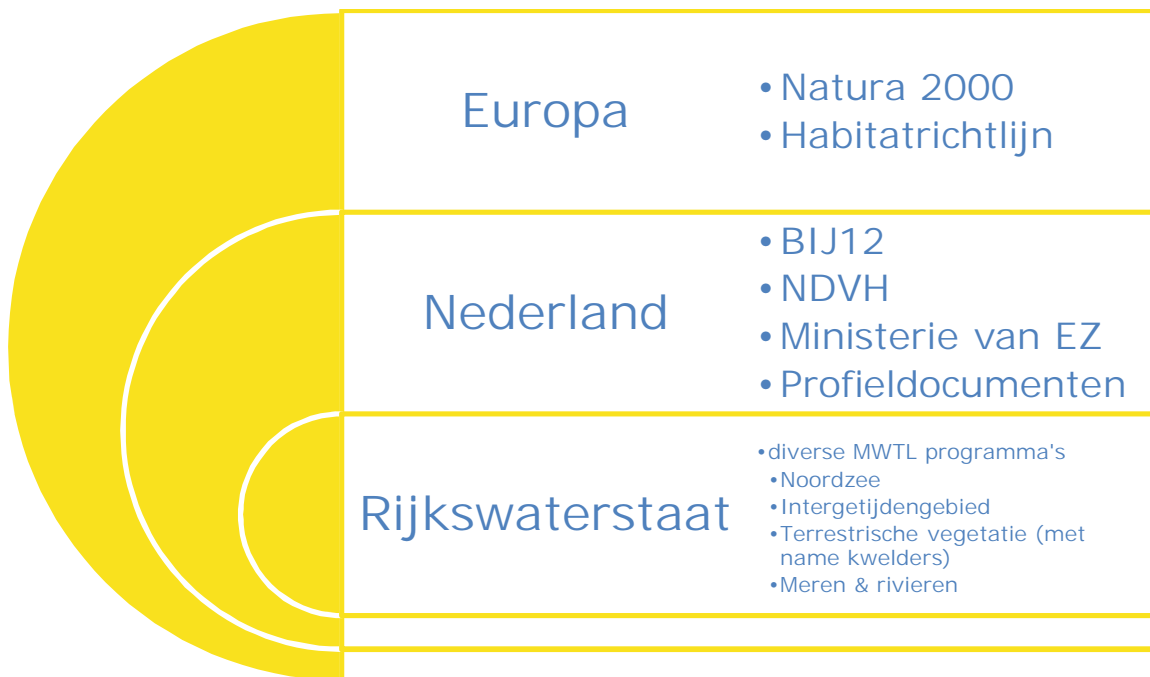 Europa
•Natura 2000
•Habitatrichtlijn
Nederland
•BIJ12
•NDVH
•Ministerie van EZ
•Profieldocumenten
Rijkswaterstaat
•diverse MWTL programma's
•Noordzee
•Intergetijdengebied
•Terrestrische vegetatie (met
name kwelders)
•Meren & rivieren